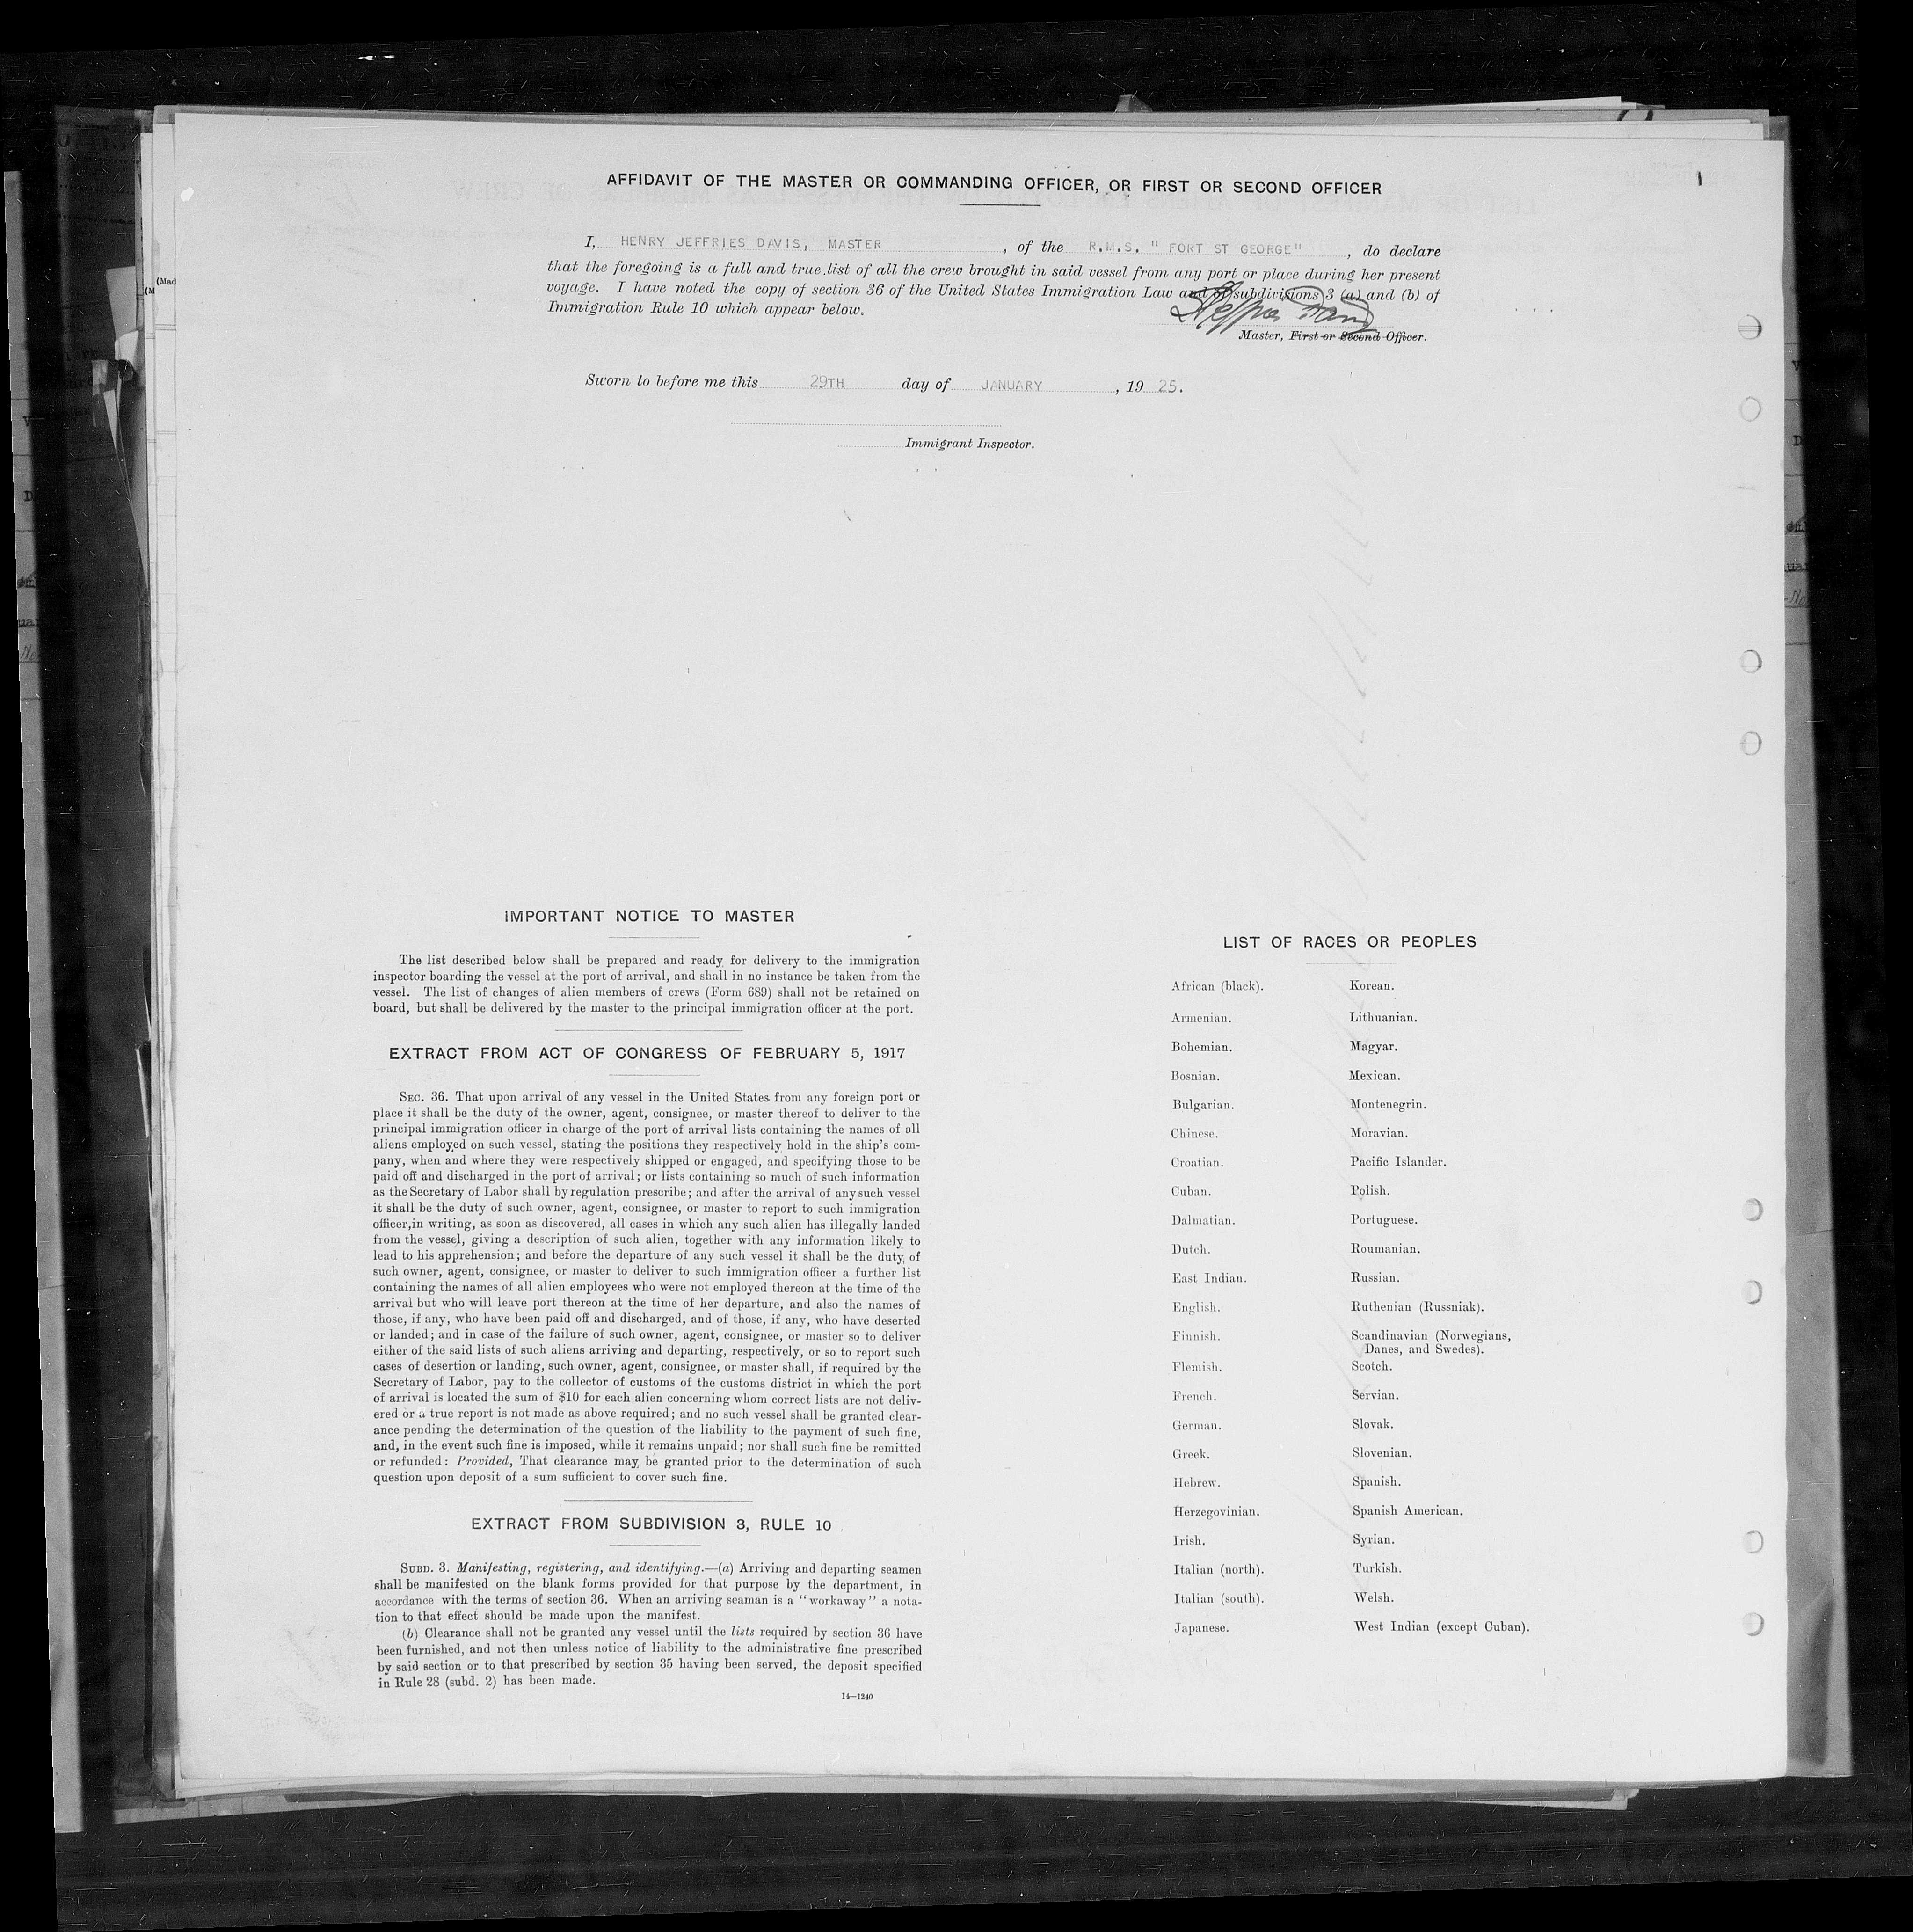 AFFIDAVIT OF THE MASTER OR COMMANDING OFFICER, OR FIRST OR SECOND OFFICER
I, HENRY JEFFRIES DAVIS, MASTER, of the R.M.S. " FORT ST GEORGE", do declare
that the foregoing is a full and true list of all the crew brought in said vessel from any port or place during her present
voyage. I have noted the copy of section 36 of the United States Immigration Law and of subdivisions 3 (a) and (b) of
Immigration Rule 10 which appear below.
Master, First or Second Officer.
Sworn to before me this 29TH day of JANUARY, 19 25.
Immigrant Inspector.
IMPORTANT NOTICE TO MASTER
The list described below shall be prepared and ready for delivery to the immigration
inspector boarding the vessel at the port of arrival, and shall in no instance be taken from the
vessel. The list of changes of alien members of crews (Form 689) shall not be retained on
board, but shall be delivered by the master to the principal immigration officer at the port.
EXTRACT FROM ACT OF CONGRESS OF FEBRUARY 5, 1917
SEC. 36. That upon arrival of any vessel in the United States from any foreign port or
place it shall be the duty of the owner, agent, consignee, or master thereof to deliver to the
principal immigration officer in charge of the port of arrival lists containing the names of all
aliens employed on such vessel, stating the positions they respectively hold in the ship's com-
pany, when and where they were respectively shipped or engaged, and specifying those to be
paid off and discharged in the port of arrival; or lists containing so much of such information
as the Secretary of Labor shall by regulation prescribe; and after the arrival of any such vessel
it shall be the duty of such owner, agent, consignee, or master to report to such immigration
officer, in writing, as soon as discovered, all cases in which any such alien has illegally landed
from the vessel, giving a description of such alien, together with any information likely to
lead to his apprehension; and before the departure of any such vessel it shall be the duty of
such owner, agent, consignee, or master to deliver to such immigration officer a further list
containing the names of all alien employees who were not employed thereon at the time of the
arrival but who will leave port thereon at the time of her departure, and also the names of
those, if any, who have been paid off and discharged, and of those, if any, who have deserted
or landed; and in case of the failure of such owner, agent, consignee, or master so to deliver
either of the said lists of such aliens arriving and departing, respectively, or so to report such
cases of desertion or landing, such owner, agent, consignee, or master shall, if required by the
Secretary of Labor, pay to the collector of customs of the customs district in which the port
of arrival is located the sum of $10 for each alien concerning whom correct lists are not deliv-
ered or a true report is not made as above required; and no such vessel shall be granted clear-
ance pending the determination of the question of the liability to the payment of such fine,
and, in the event such fine is imposed, while it remains unpaid; nor shall such fine be remitted
or refunded: Provided, That clearance may be granted prior to the determination of such
question upon deposit of a sum sufficient to cover such fine.
EXTRACT FROM SUBDIVISION 3, RULE 10
SUBD. 3. Manifesting, registering, and identifying.—(a) Arriving and departing seamen
shall be manifested on the blank forms provided for that purpose by the department, in
accordance with the terms of section 36. When an arriving seaman is a "workaway" a nota-
tion to that effect should be made upon the manifest.
(b) Clearance shall not be granted any vessel until the lists required by section 36 have
been furnished, and not then unless notice of liability to the administrative fine prescribed
by said section or to that prescribed by section 35 having been served, the deposit specified
in Rule 28 (subd. 2) has been made.
14—1240
LIST OF RACES OR PEOPLES
African (black).
Armenian.
Bohemian.
Bosnian.
Bulgarian.
Chinese.
Croatian.
Cuban.
Dalmatian.
Dutch.
East Indian.
English.
Finnish.
Flemish.
French.
German.
Greek.
Hebrew.
Herzegovinian.
Irish.
Italian (north).
Italian (south).
Japanese.
Korean.
Lithuanian.
Magyar.
Mexican.
Montenegrin.
Moravian.
Pacific Islander.
Polish.
Portuguese.
Roumanian.
Russian.
Ruthenian (Russniak).
Scandinavian (Norwegians,
Danes, and Swedes).
Scotch.
Servian.
Slovak.
Slovenian.
Spanish.
Spanish American.
Syrian.
Turkish.
Welsh.
West Indian (except Cuban).